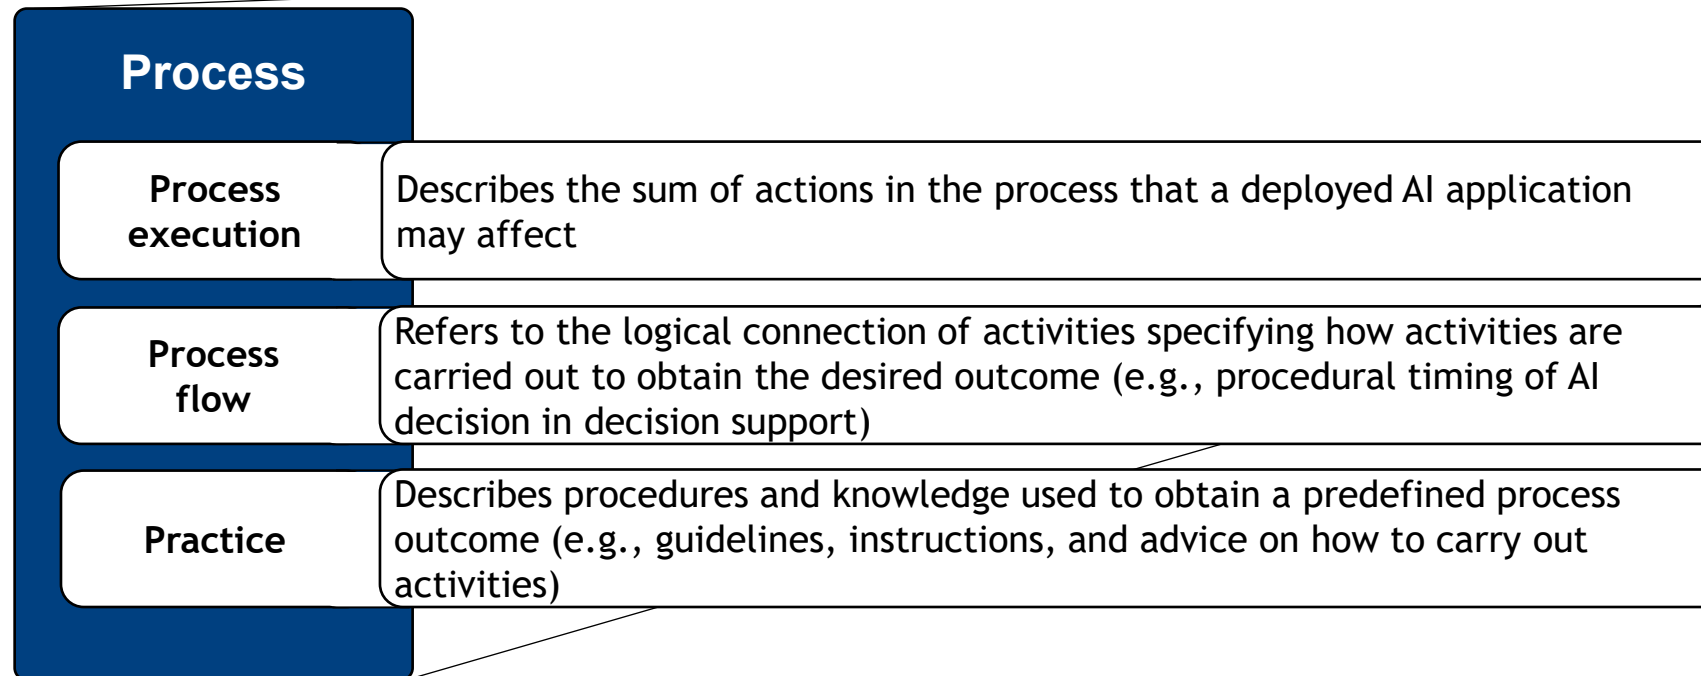 Process
Process
execution
Describes the sum of actions in the process that a deployed AI application
may affect
Process
flow
Refers to the logical connection of activities specifying how activities are
carried out to obtain the desired outcome (e.g., procedural timing of AI
decision in decision support)
Practice
Describes procedures and knowledge used to obtain a predefined process
outcome (e.g., guidelines, instructions, and advice on how to carry out
activities)